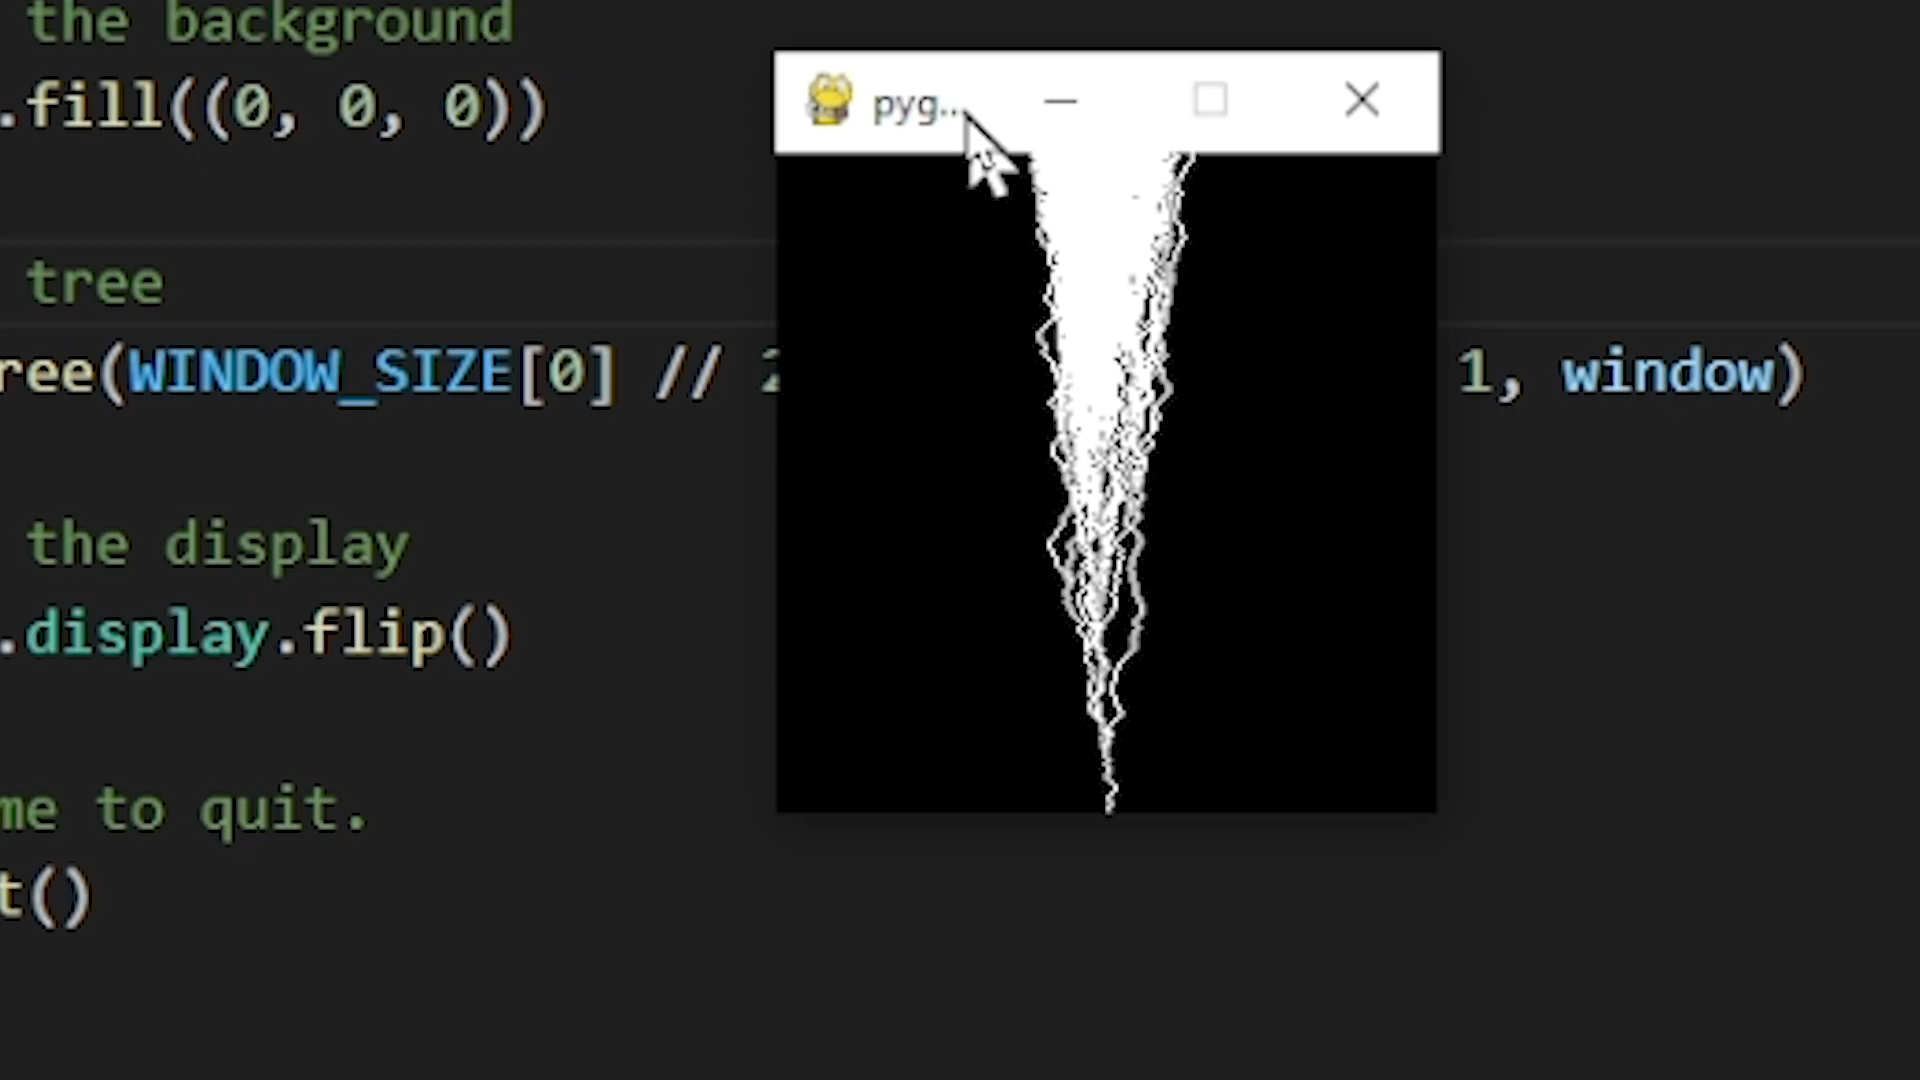 the background
.fill((0, 0, 0))
pyg...
tree
ree(WINDOW_SIZE[0] // 2
1, window)
the display
.display.flip()
me to quit.
t()